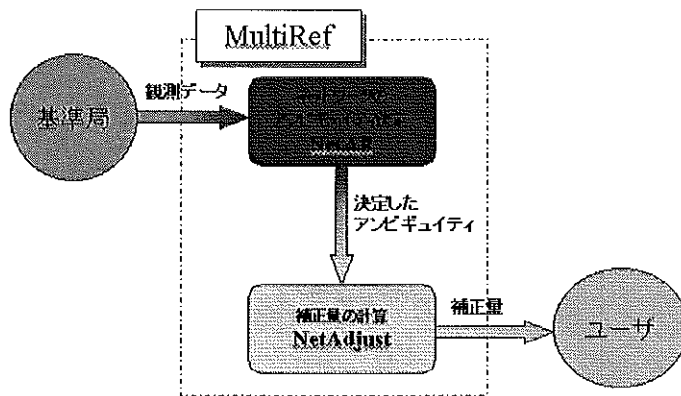 MultiRef
基準局
観測データ
決定した
アンビギュイティ
補正量の計算
NetAdjust
補正量
ユーザ